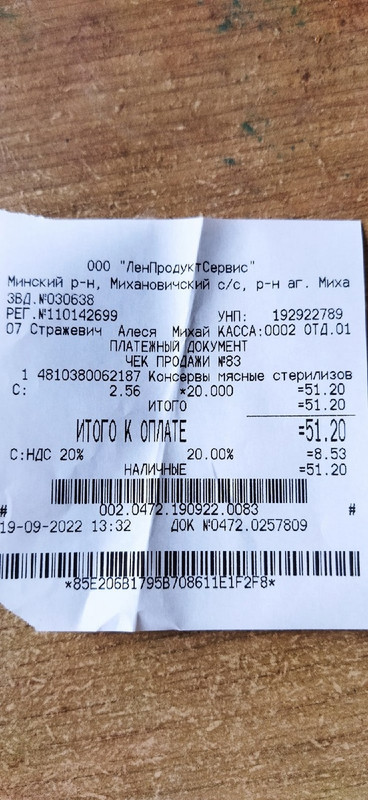 ООО "ЛенПродуктСервис"
Минский р-н, Михановичский с/с, р-н аг. Миха
ЗВД.№030638
РЕГ.№110142699 УНП: 192922789
07 Стражевич Алеся Михай КАССА:0002 ОТД.01
ПЛАТЕЖНЫЙ ДОКУМЕНТ
ЧЕК ПРОДАЖИ №83
1 4810380062187 Консервы мясные стерилизов
С: 2.56 *20.000 =51.20
ИТОГО =51.20
ИТОГО К ОПЛАТЕ =51.20
С:НДС 20% 20.00% =8.53
НАЛИЧНЫЕ =51.20
# 002.0472.190922.0083 #
19-09-2022 13:32 ДОК №0472.0257809
*85E206B1795B708611E1F2F8*